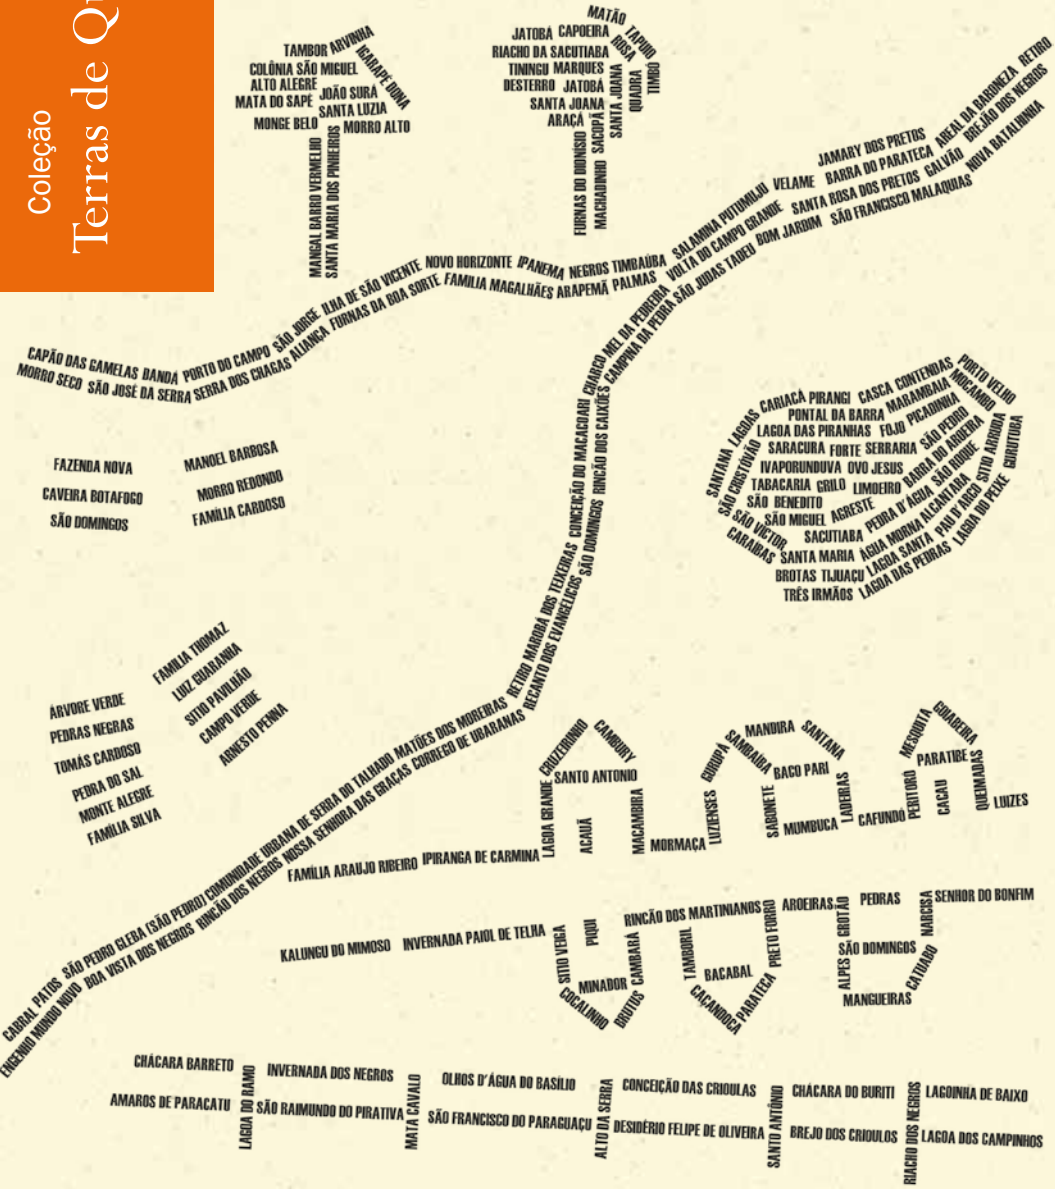 Coleção
Terras de Qu
TAMBOR ARVINHA
IGARAPÉ DONA
COLÔNIA SÃO MIGUEL
ALTO ALEGRE
JOÃO SURÁ
MATA DO SAPÉ
SANTA LUZIA
MONGE BELO
MORRO ALTO
MANGAL BARRO VERMELHO
SANTA MARIA DOS PINHEIROS
MATÃO
TAPUIO
JATOBÁ CAPOEIRA
ROSA
RIACHO DA SACUTIABA
TIMBÓ
TININGU MARQUES
QUADRA
DESTERRO JATOBÁ
SANTA JOANA
SANTA JOANA
ARAÇÁ
SACOPÃ
FURNAS DO DIONÍSIO
MACHADINHO
CAPÃO DAS GAMELAS BANDA PORTO DO CAMPO SÃO JORGE ILHA DE SÃO VICENTE NOVO HORIZONTE IPANEMA NEGROS TIMBAÚBA SALAMINA PUTUMUJU VELAME JAMARY DOS PRETOS
MORRO SECO SÃO JOSÉ DA SERRA SERRA DOS CHAGAS ALIANÇA FURNAS DA BOA SORTE FAMILIA MAGALHÃES ARAPEMÃ PALMAS VOLTA DO CAMPO GRANDE
BARRA DO PARATECA AREAL DA BARONEZA RETIRO
SANTA ROSA DOS PRETOS GALVÃO BREJÃO DOS NEGROS
BOM JARDIM SÃO FRANCISCO MALAQUIAS NOVA BATALHINHA
FAZENDA NOVA
CAVEIRA BOTAFOGO
SÃO DOMINGOS
MANOEL BARBOSA
MORRO REDONDO
FAMÍLIA CARDOSO
SANTANA LAGOAS CARIACÁ PIRANGI CASCA CONTENDAS PORTO VELHO
PONTAL DA BARRA MARAMBAIA MOCAMBO
LAGOA DAS PIRANHAS FOJO PICADINHA
SÃO CRISTOVÃO SARACURA FORTE SERRARIA SÃO PEDRO
IVAPORUNDUVA OVO JESUS BARRA DO AROEIRA
TABACARIA GRILO LIMOEIRO SÃO ROQUE SITIO ARRUDA
SÃO BENEDITO GURUTUBA
SÃO VICTOR SÃO MIGUEL AGRESTE PEDRA D'ÁGUA ALCANTARA
CARAIBAS SACUTIABA ÁGUA MORNA PAU D'ARCO LAGOA DO PEIXE
SANTA MARIA LAGOA SANTA
BROTAS TIJUAÇU LAGOA DAS PEDRAS
TRÊS IRMÃOS
FAMILIA THOMAZ
LUIZ GUARANHA
SITIO PAVILHÃO
CAMPO VERDE
ARNESTO PENNA
ÁRVORE VERDE
PEDRAS NEGRAS
TOMÁS CARDOSO
PEDRA DO SAL
MONTE ALEGRE
FAMÍLIA SILVA
CABRAL PATOS SÃO PEDRO GLEBA (SÃO PEDRO) COMUNIDADE URBANA DE SERRA DO TALHADO MATÕES DOS MOREIRAS RETIRO MAROBÁ DOS TEIXEIRAS CONCEIÇÃO DO MACACOARI CHARCO MEL DA PEDREIRA
ENGENHO MUNDO NOVO BOA VISTA DOS NEGROS RINCÃO DOS NEGROS NOSSA SENHORA DAS GRAÇAS CORREGO DE UBARANAS RECANTO DOS EVANGÉLICOS SÃO DOMINGOS RINCÃO DOS CAIXÕES CAMPINA DA PEDRA SÃO JUDAS TADEU
FAMÍLIA ARAUJO RIBEIRO IPIRANGA DE CARMINA
LAGOA GRANDE
CRUZEIRINHO
CAMBURY
SANTO ANTONIO
ACAUÃ
MACAMBIRA
MORMAÇA
LUZIENSES
GURUPÁ
SAMBAÍBA
MANDIRA
SANTANA
BACO PARI
SABONETE
MUMBUCA
LADEIRAS
CAFUNDÓ
PERITORÓ
MESQUITA
GOIABEIRA
PARATIBE
CACAU
QUEIMADAS
LUIZES
KALUNGU DO MIMOSO INVERNADA PAIOL DE TELHA
SITIO VEIGA
PIQUI
MINADOR
COCALINHO
BRUTUS
CAMBARÁ
RINCÃO DOS MARTINIANOS
TAMBORIL
BACABAL
CAÇANDOCA
PARATECA
PRETO FORRO
AROEIRAS
GROTÃO
ALPES
PEDRAS
SÃO DOMINGOS
MANGUEIRAS
CATUABO
NARCISA
SENHOR DO BONFIM
CHÁCARA BARRETO
INVERNADA DOS NEGROS
OLHOS D'ÁGUA DO BASÍLIO
CONCEIÇÃO DAS CRIOULAS
CHÁCARA DO BURITI
LAGOINHA DE BAIXO
LAGOA DO RAMO
MATA CAVALO
ALTO DA SERRA
SANTO ANTÔNIO
RIACHO DOS NEGROS
AMAROS DE PARACATU
SÃO RAIMUNDO DO PIRATIVA
SÃO FRANCISCO DO PARAGUAÇU
DESIDÉRIO FELIPE DE OLIVEIRA
BREJO DOS CRIOULOS
LAGOA DOS CAMPINHOS